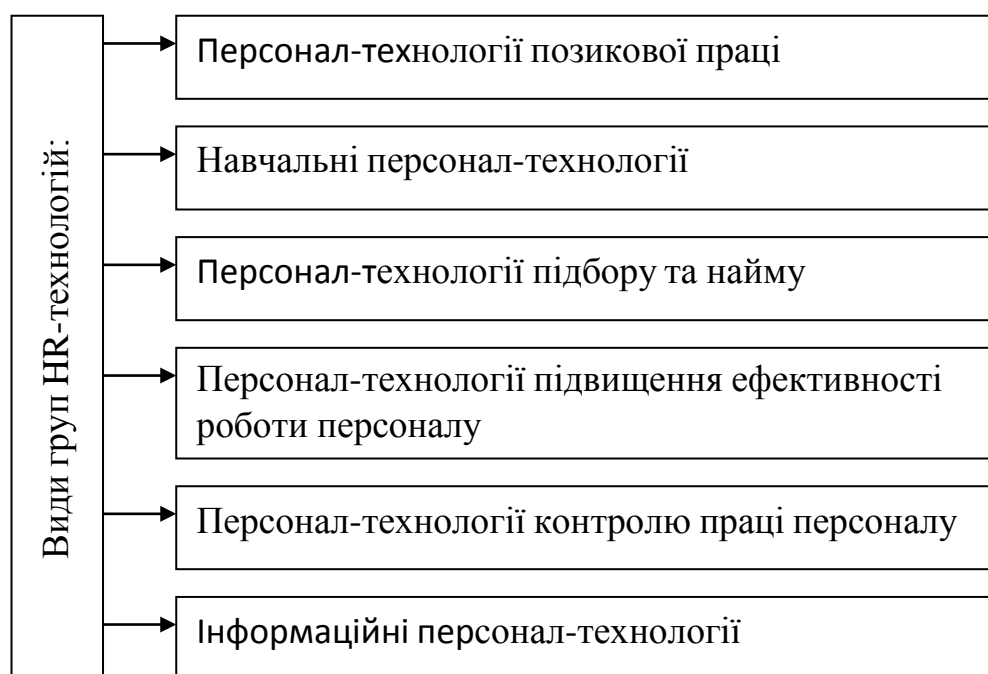 Види груп HR-технологій:
Персонал-технології позикової праці
Навчальні персонал-технології
Персонал-технології підбору та найму
Персонал-технології підвищення ефективності
роботи персоналу
Персонал-технології контролю праці персоналу
Інформаційні персонал-технології